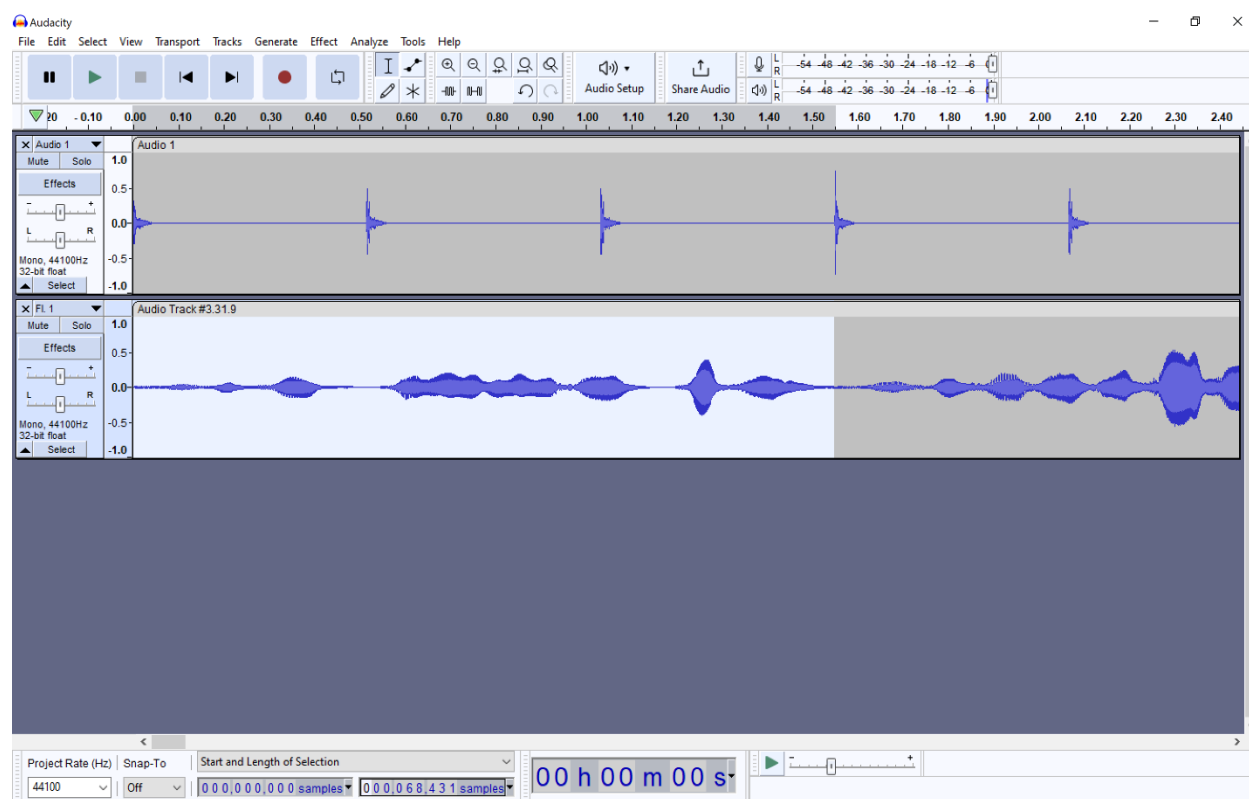 Audacity
File Edit Select View Transport Tracks Generate Effect Analyze Tools Help
Audio Setup
Share Audio
L
R
-54 -48 -42 -36 -30 -24 -18 -12 -6 0
L
R
-54 -48 -42 -36 -30 -24 -18 -12 -6 0
20 -0.10 0.00 0.10 0.20 0.30 0.40 0.50 0.60 0.70 0.80 0.90 1.00 1.10 1.20 1.30 1.40 1.50 1.60 1.70 1.80 1.90 2.00 2.10 2.20 2.30 2.40
Audio 1
Audio 1
Mute Solo
1.0
Effects
0.5
- +
0.0
L R
Mono, 44100Hz
-0.5
32-bit float
Select
-1.0
Fl. 1
Audio Track #3.31.9
Mute Solo
1.0
Effects
0.5
- +
0.0
L R
Mono, 44100Hz
-0.5
32-bit float
Select
-1.0
Project Rate (Hz) Snap-To Start and Length of Selection
44100 Off 000,000,000 samples 000,068,431 samples
00 h 00 m 00 s
- +